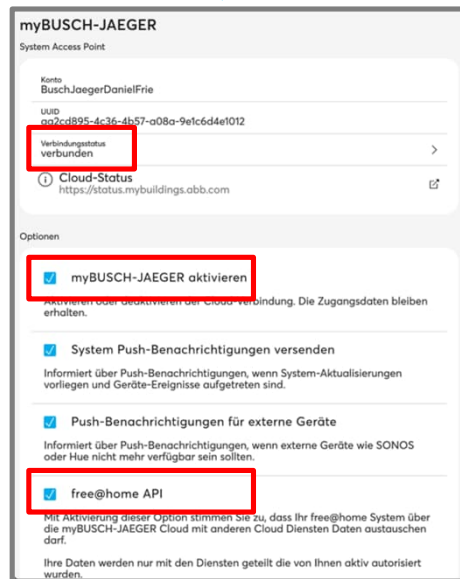 myBUSCH-JAEGER
System Access Point
Konto
BuschJaegerDanielFrie
UUID
aa2cd895-4c36-4b57-a08a-9e1c6d4e1012
Verbindungsstatus
verbunden
Cloud-Status
https://status.mybuildings.abb.com
Optionen
myBUSCH-JAEGER aktivieren
Aktivieren oder deaktivieren der Cloud-Verbindung. Die Zugangsdaten bleiben
erhalten.
System Push-Benachrichtigungen versenden
Informiert über Push-Benachrichtigungen, wenn System-Aktualisierungen
vorliegen und Geräte-Ereignisse aufgetreten sind.
Push-Benachrichtigungen für externe Geräte
Informiert über Push-Benachrichtigungen, wenn externe Geräte wie SONOS
oder Hue nicht mehr verfügbar sein sollten.
free@home API
Mit Aktivierung dieser Option stimmen Sie zu, dass Ihr free@home System über
die myBUSCH-JAEGER Cloud mit anderen Cloud Diensten Daten austauschen
darf.
Ihre Daten werden nur mit den Diensten geteilt die von Ihnen aktiv autorisiert
wurden.